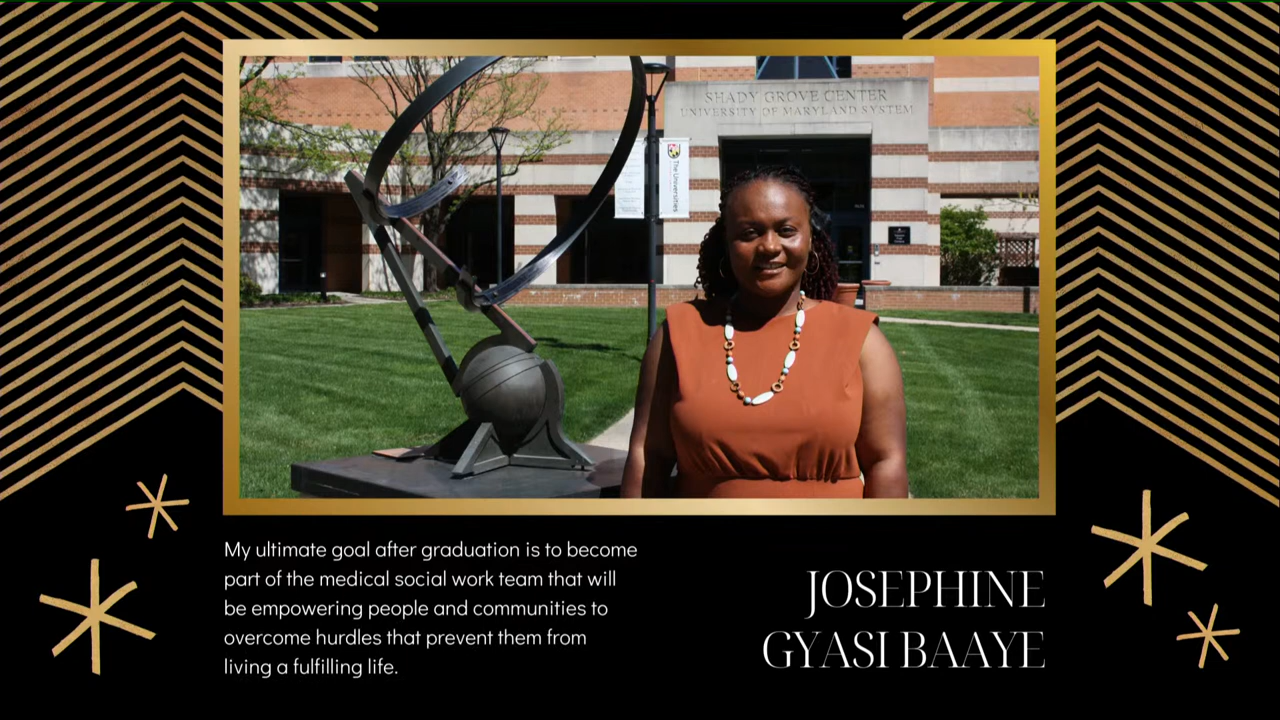 SHADY GROVE CENTER
UNIVERSITY OF MARYLAND SYSTEM
The Universities
My ultimate goal after graduation is to become
part of the medical social work team that will
be empowering people and communities to
overcome hurdles that prevent them from
living a fulfilling life.
JOSEPHINE
GYASI BAAYE